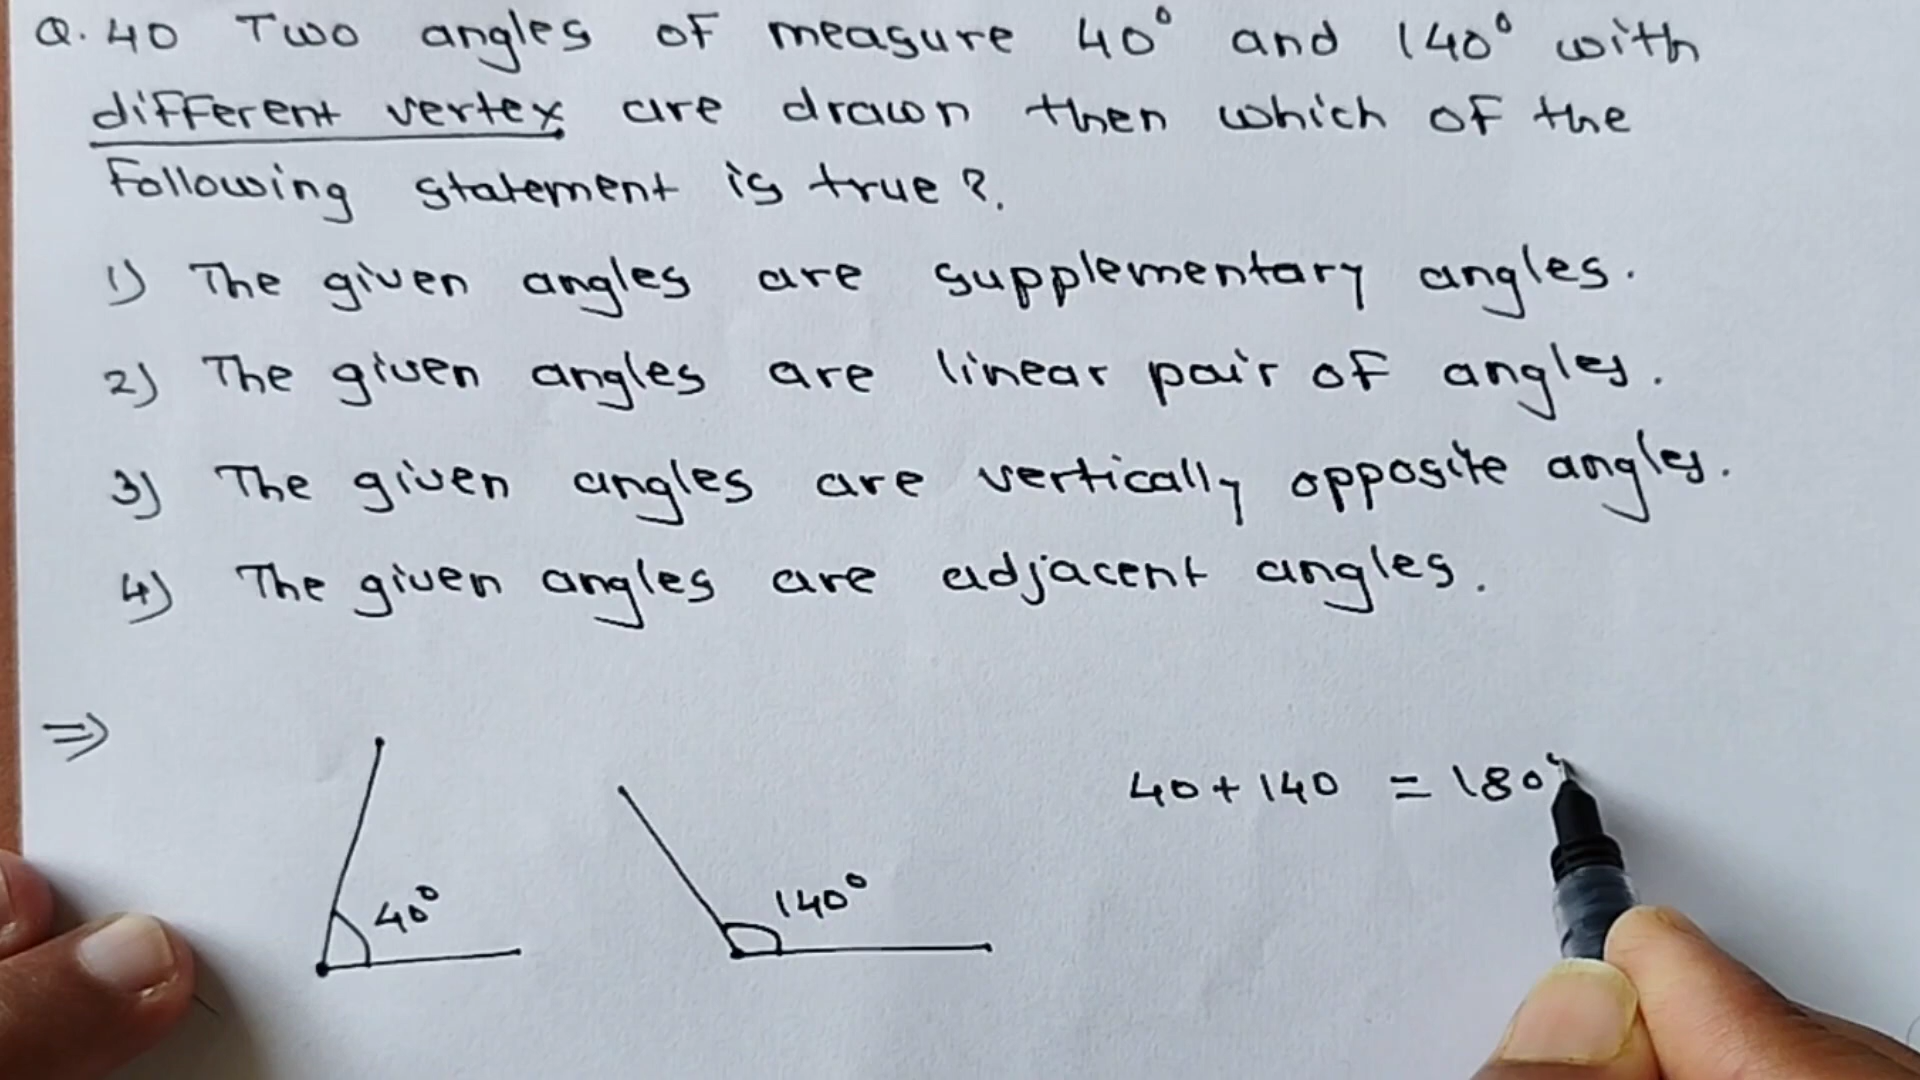 Q. 40 Two angles of measure 40° and 140° with
different vertex are drawn then which of the
Following statement is true?.
1) The given angles are supplementary angles.
2) The given angles are linear pair of angles.
3) The given angles are vertically opposite angles.
4) The given angles are adjacent angles.
⇒
40 + 140 = 180°
40°
140°